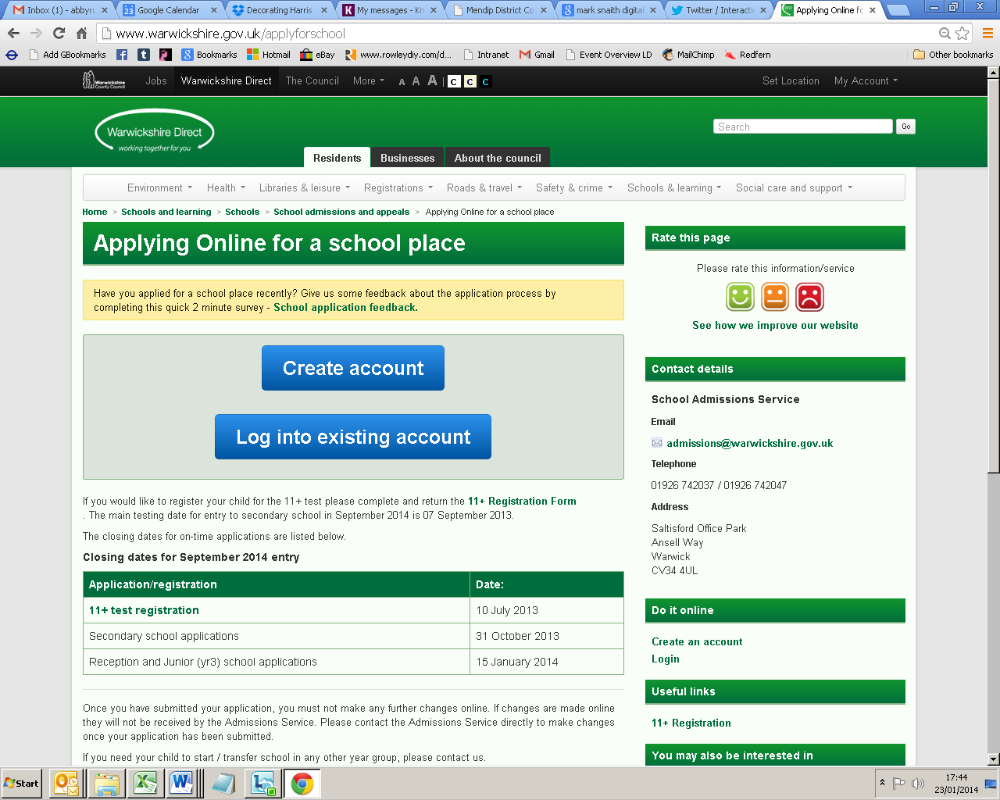 Inbox (1) - abbyru
Google Calendar
Decorating Harris
My messages - Kn
Mendip District Co
mark snaith digital
Twitter / Interacti
Applying Online fo
www.warwickshire.gov.uk/applyforschool
Add GBookmarks
Bookmarks
Hotmail
eBay
www.rowleydiy.com/d...
Intranet
Gmail
Event Overview LD
MailChimp
Redfern
Other bookmarks
Warwickshire County Council
Jobs
Warwickshire Direct
The Council
More
A A A | C C C
Set Location
My Account
Warwickshire Direct
working together for you
Search
Go
Residents
Businesses
About the council
Environment
Health
Libraries & leisure
Registrations
Roads & travel
Safety & crime
Schools & learning
Social care and support
Home > Schools and learning > Schools > School admissions and appeals > Applying Online for a school place
Applying Online for a school place
Have you applied for a school place recently? Give us some feedback about the application process by
completing this quick 2 minute survey - School application feedback.
Create account
Log into existing account
If you would like to register your child for the 11+ test please complete and return the 11+ Registration Form
. The main testing date for entry to secondary school in September 2014 is 07 September 2013.
The closing dates for on-time applications are listed below.
Closing dates for September 2014 entry
Application/registration Date:
11+ test registration 10 July 2013
Secondary school applications 31 October 2013
Reception and Junior (yr3) school applications 15 January 2014
Once you have submitted your application, you must not make any further changes online. If changes are made online
they will not be received by the Admissions Service. Please contact the Admissions Service directly to make changes
once your application has been submitted.
If you need your child to start / transfer school in any other year group, please contact us.
Rate this page
Please rate this information/service
See how we improve our website
Contact details
School Admissions Service
Email
admissions@warwickshire.gov.uk
Telephone
01926 742037 / 01926 742047
Address
Saltisford Office Park
Ansell Way
Warwick
CV34 4UL
Do it online
Create an account
Login
Useful links
11+ Registration
You may also be interested in
Start
17:44
23/01/2014